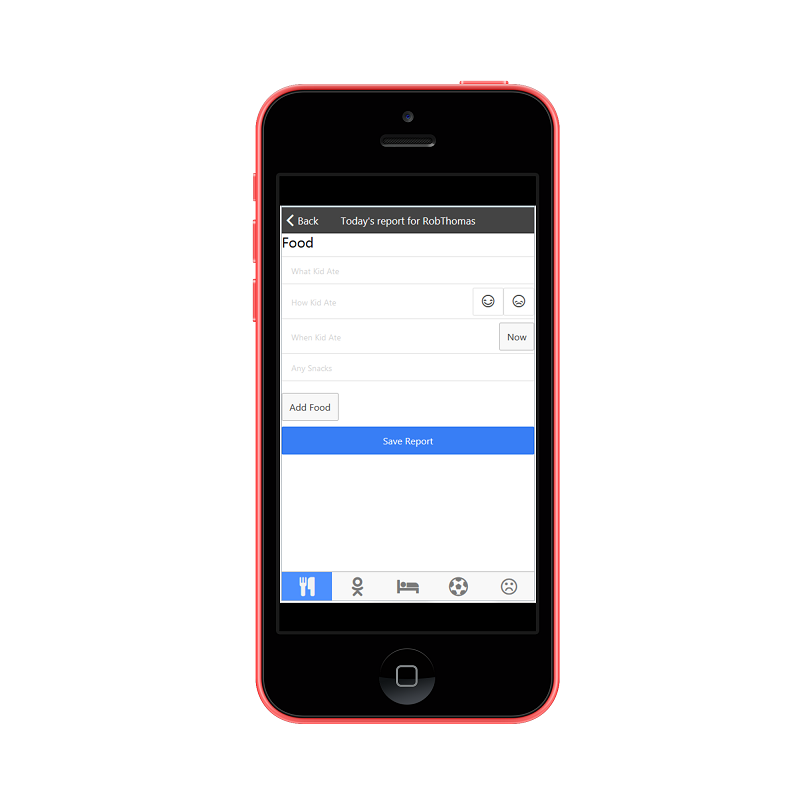 Back Today's report for RobThomas
Food
What Kid Ate
How Kid Ate
When Kid Ate Now
Any Snacks
Add Food
Save Report